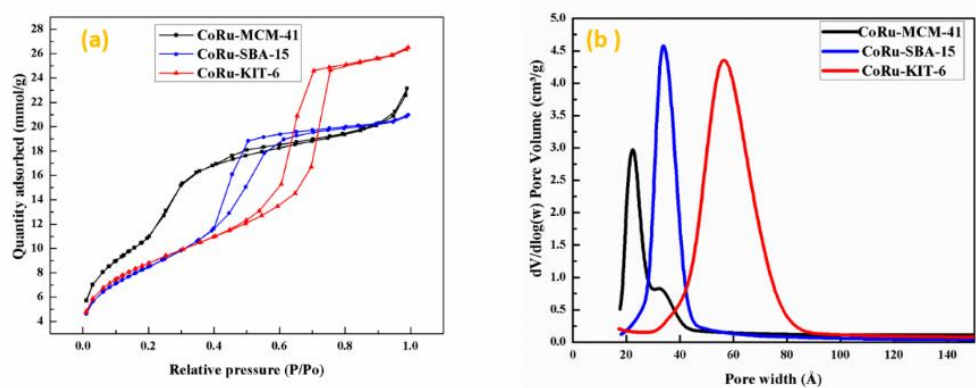 (a)
CoRu-MCM-41
CoRu-SBA-15
CoRu-KIT-6
Quantity adsorbed (mmol/g)
28
26
24
22
20
18
16
14
12
10
8
6
4
0.0 0.2 0.4 0.6 0.8 1.0
Relative pressure (P/Po)
(b )
CoRu-MCM-41
CoRu-SBA-15
CoRu-KIT-6
dV/dlog(w) Pore Volume (cm³/g)
5.0
4.5
4.0
3.5
3.0
2.5
2.0
1.5
1.0
0.5
0.0
0 20 40 60 80 100 120 140
Pore width (Å)